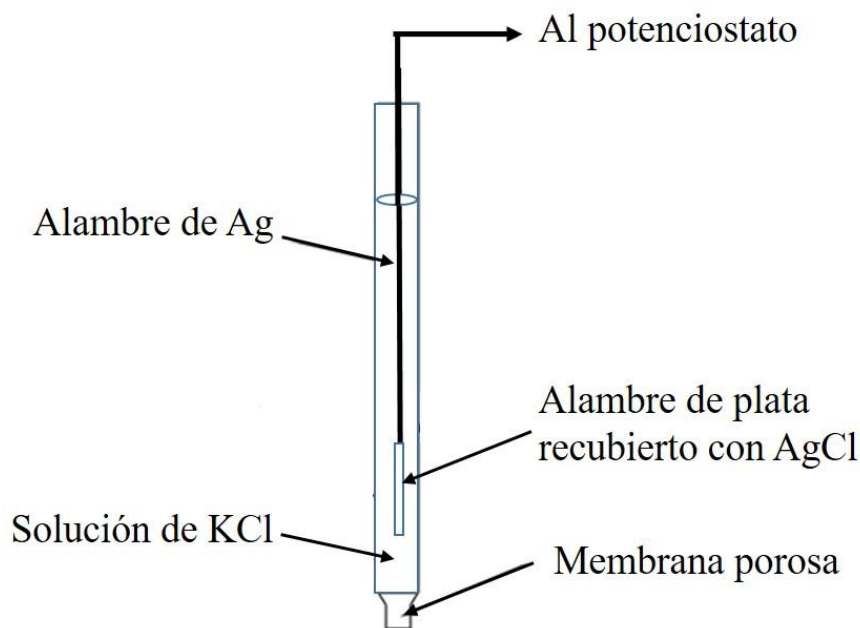 Al potenciostato
Alambre de Ag
Alambre de plata
recubierto con AgCl
Solución de KCl
Membrana porosa